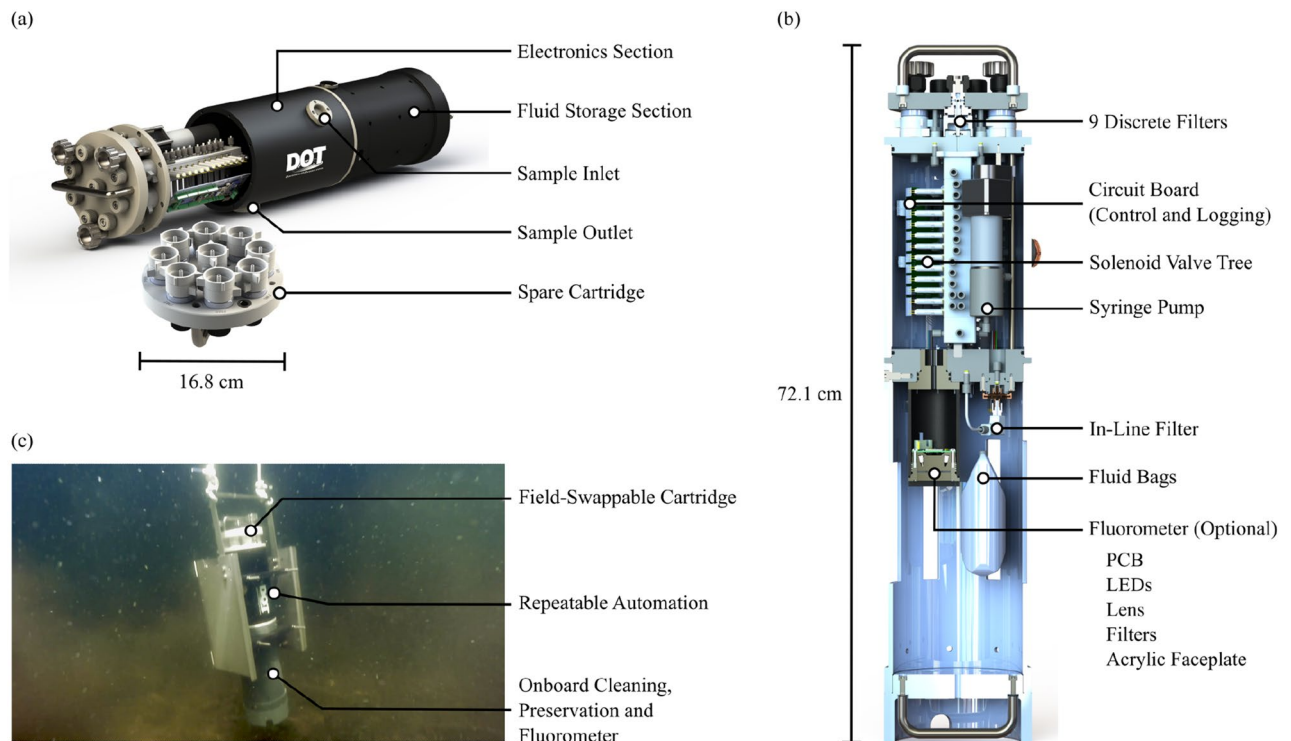 (a)
Electronics Section
Fluid Storage Section
Sample Inlet
Sample Outlet
Spare Cartridge
DOT
16.8 cm
(b)
9 Discrete Filters
Circuit Board
(Control and Logging)
Solenoid Valve Tree
Syringe Pump
72.1 cm
In-Line Filter
Fluid Bags
Fluorometer (Optional)
PCB
LEDs
Lens
Filters
Acrylic Faceplate
(c)
Field-Swappable Cartridge
Repeatable Automation
Onboard Cleaning,
Preservation and
Fluorometer